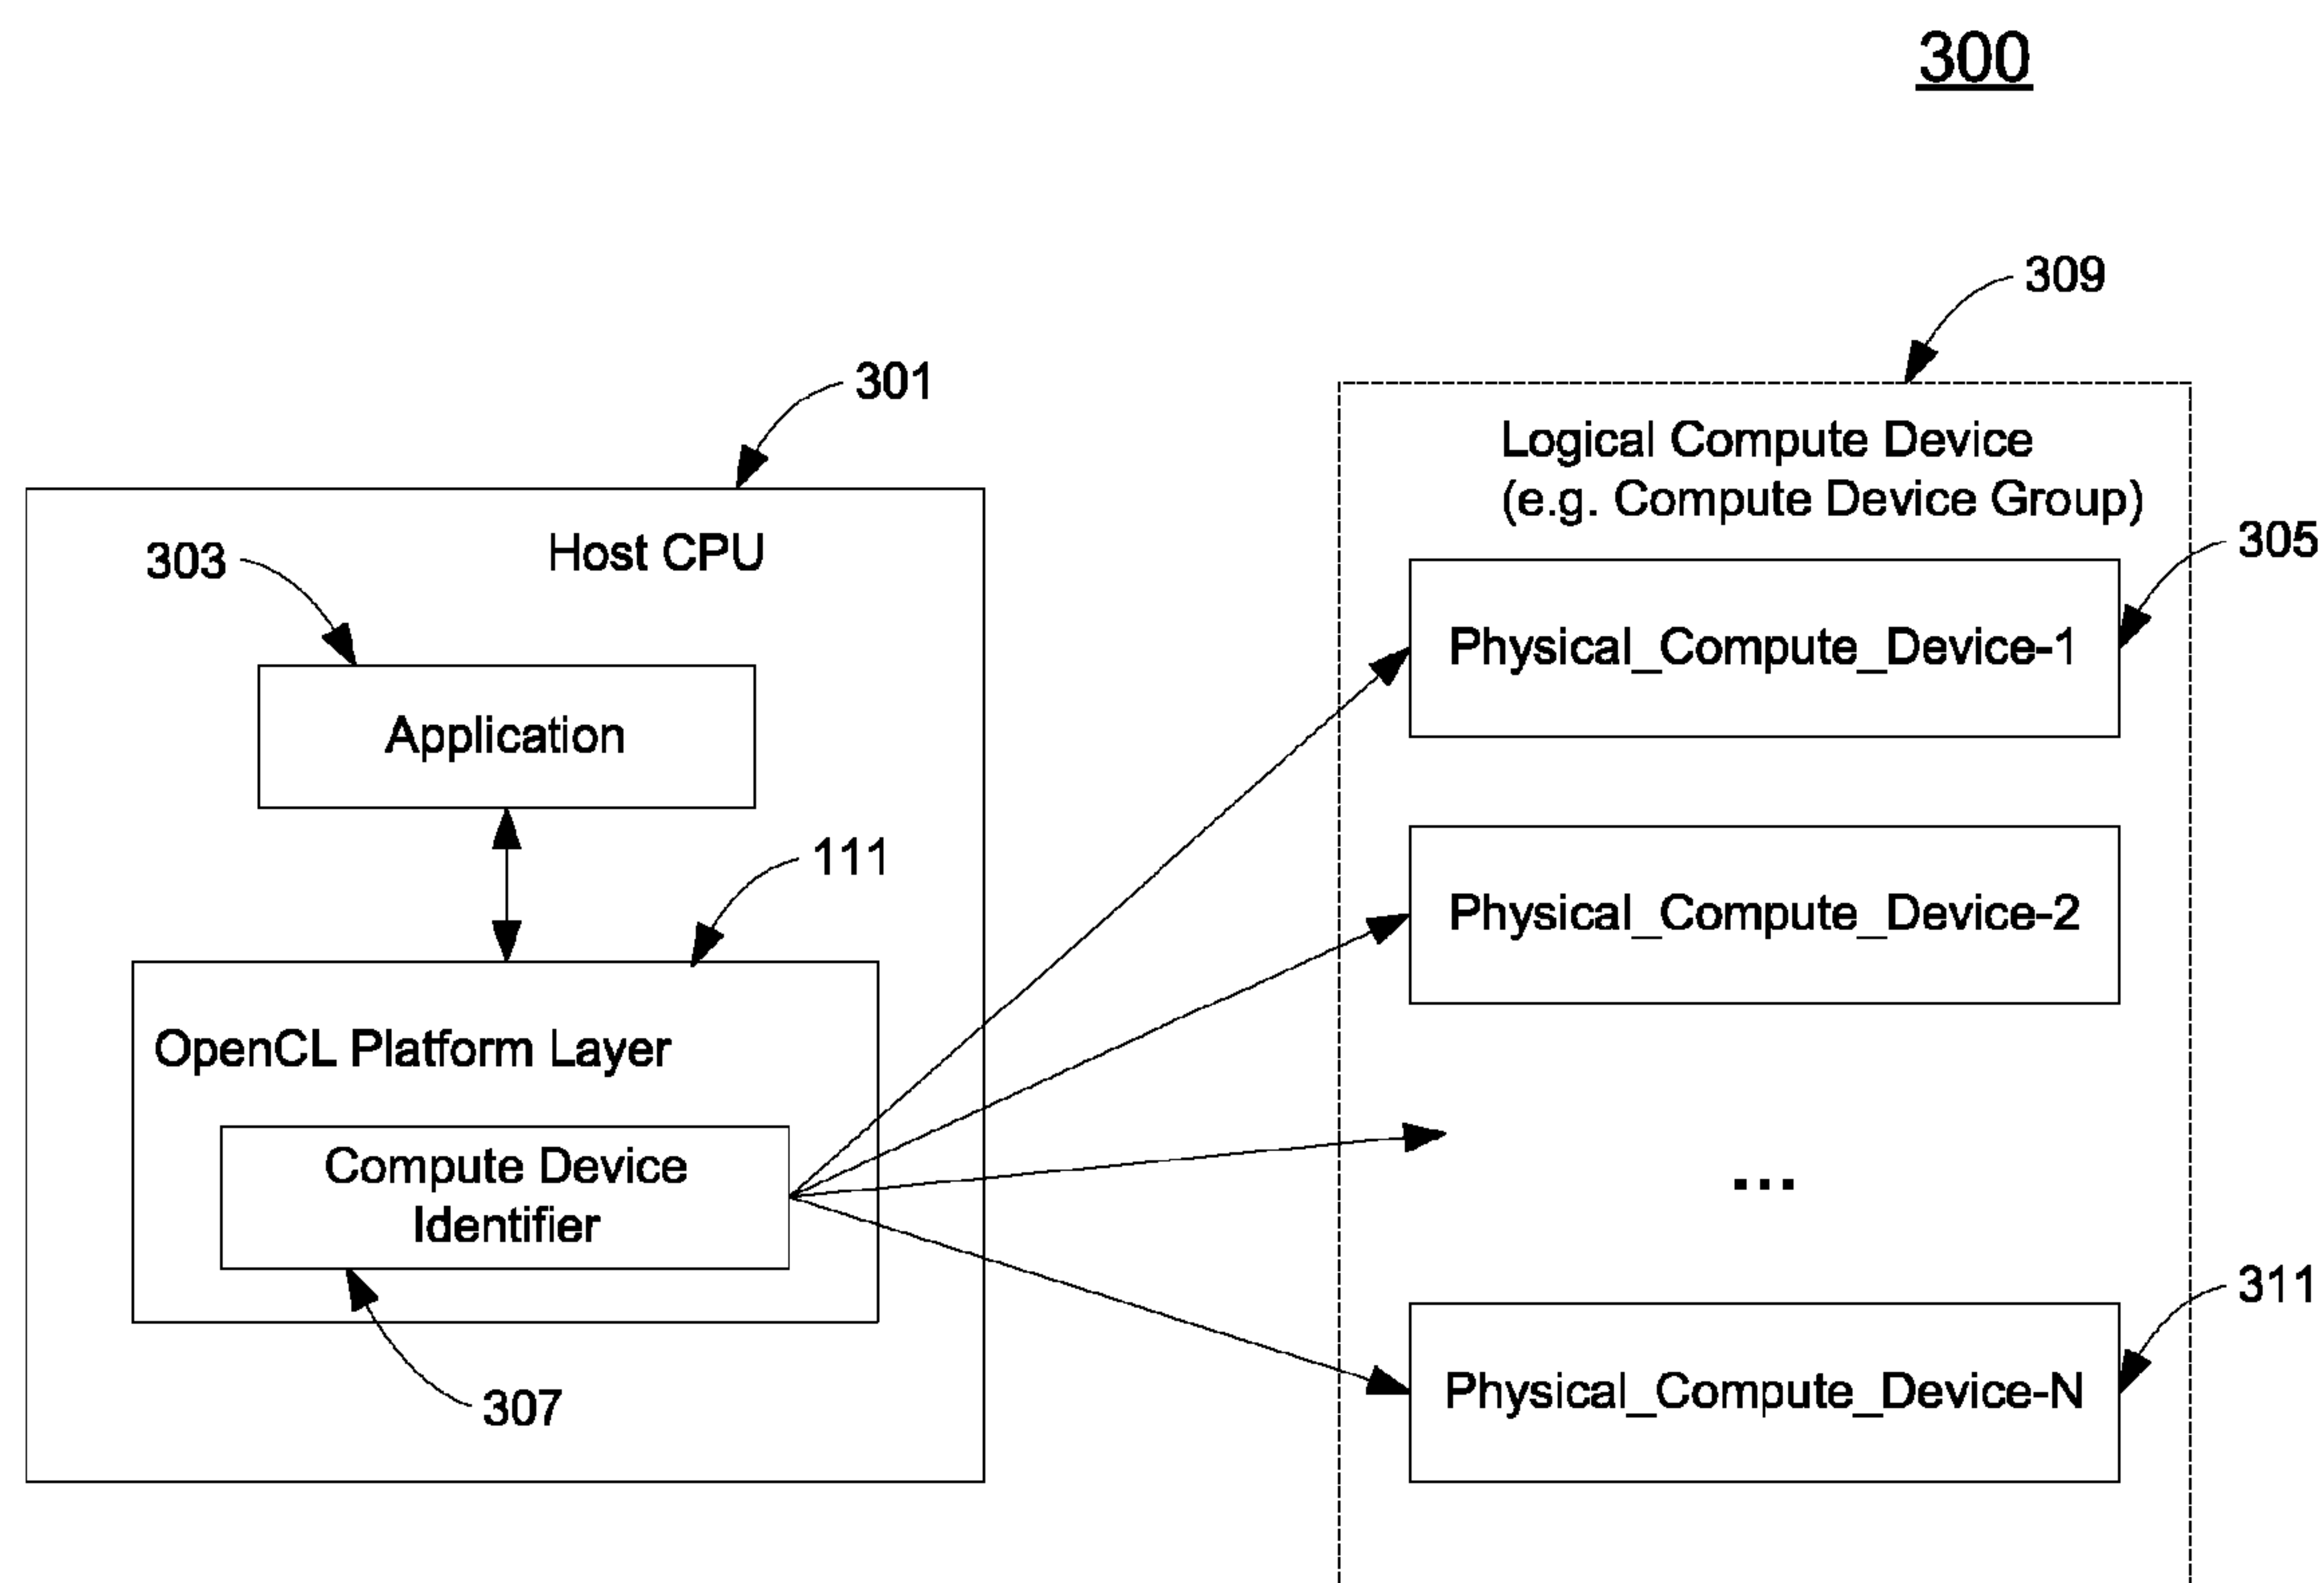 300
309
301
Logical Compute Device
(e.g. Compute Device Group)
305
Host CPU
303
Physical_Compute_Device-1
Application
111
Physical_Compute_Device-2
OpenCL Platform Layer
Compute Device
Identifier
...
311
307
Physical_Compute_Device-N